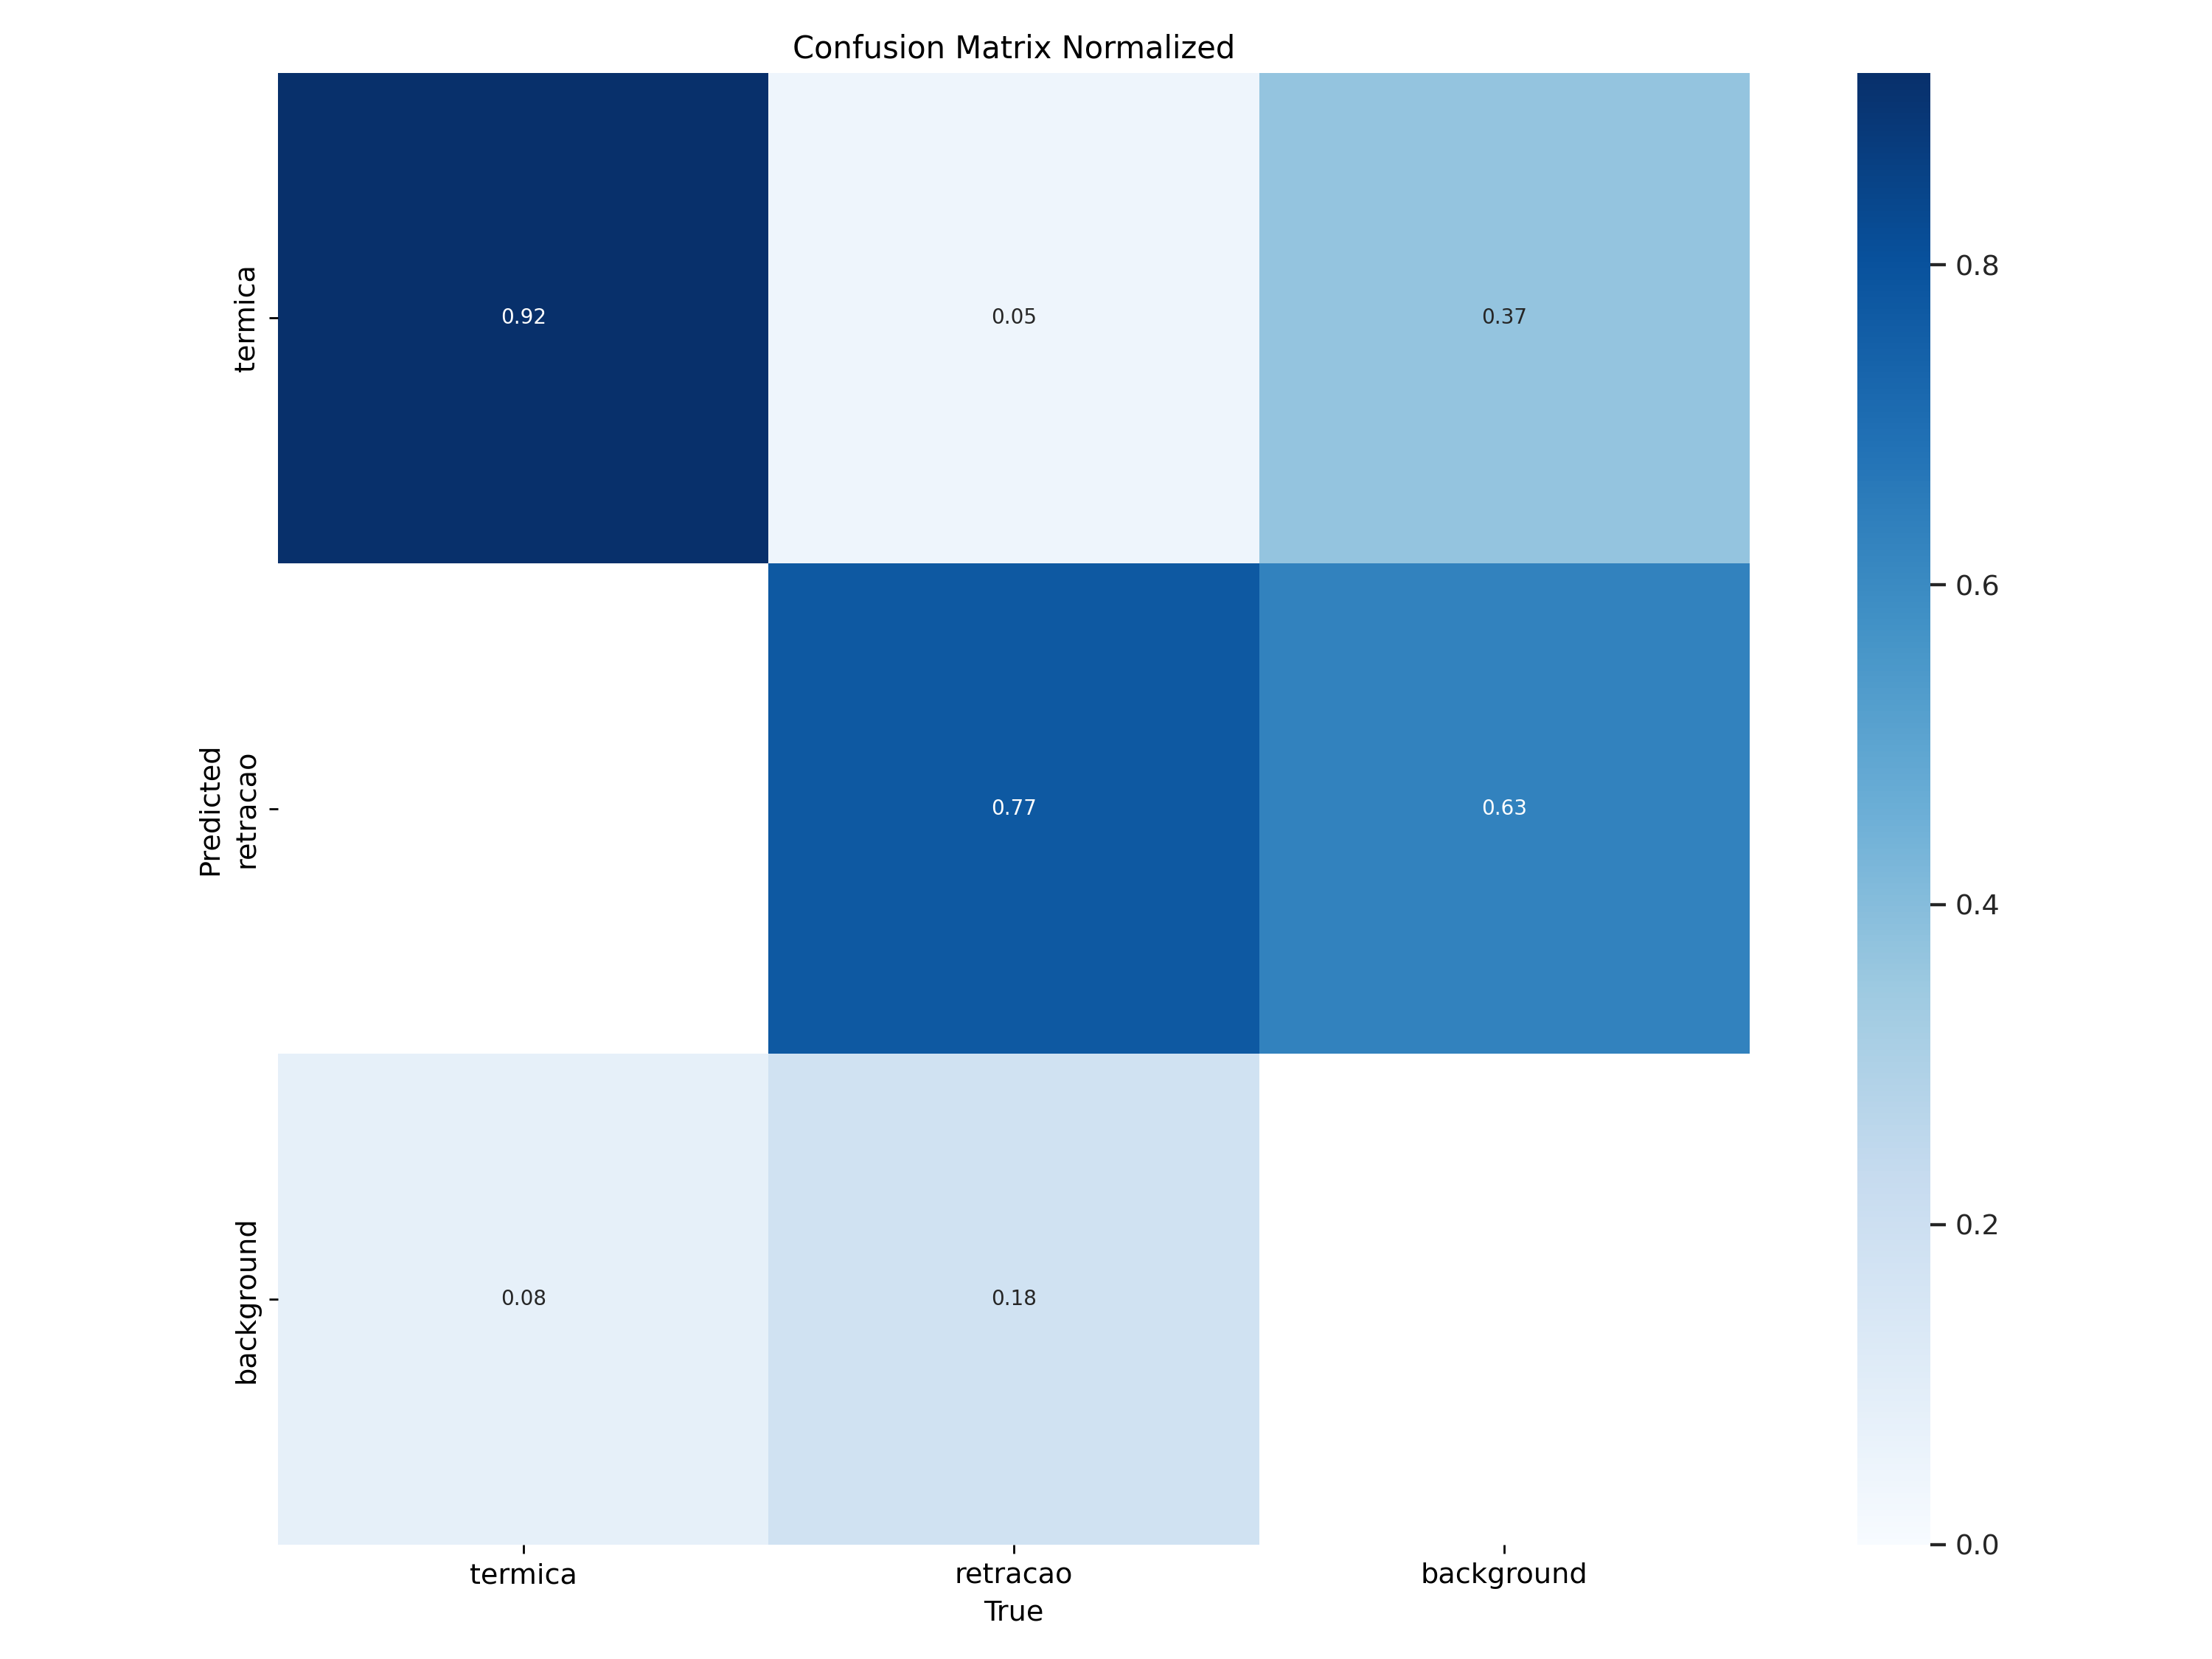 Confusion Matrix Normalized
termica
0.92
0.05
0.37
Predicted
retracao
0.77
0.63
background
0.08
0.18
termica
retracao
background
True
0.8
0.6
0.4
0.2
0.0